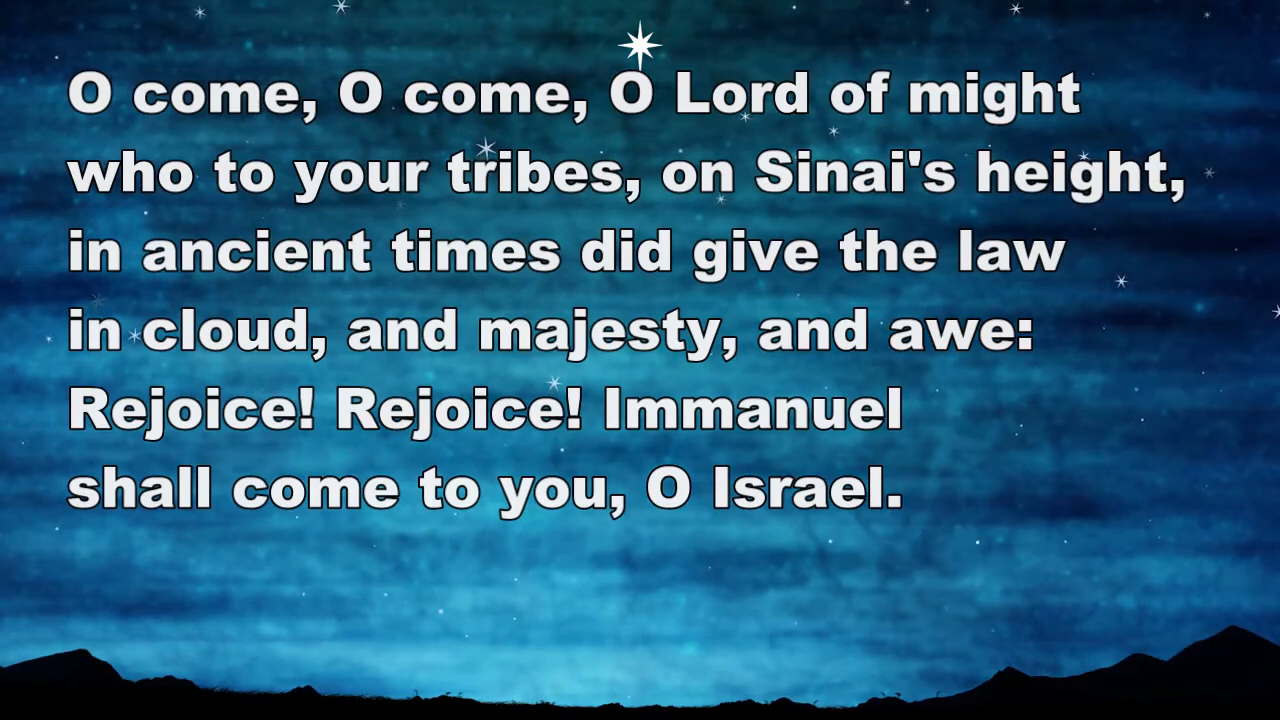 O come, O come, O Lord of might
who to your tribes, on Sinai's height,
in ancient times did give the law
in cloud, and majesty, and awe:
Rejoice! Rejoice! Immanuel
shall come to you, O Israel.